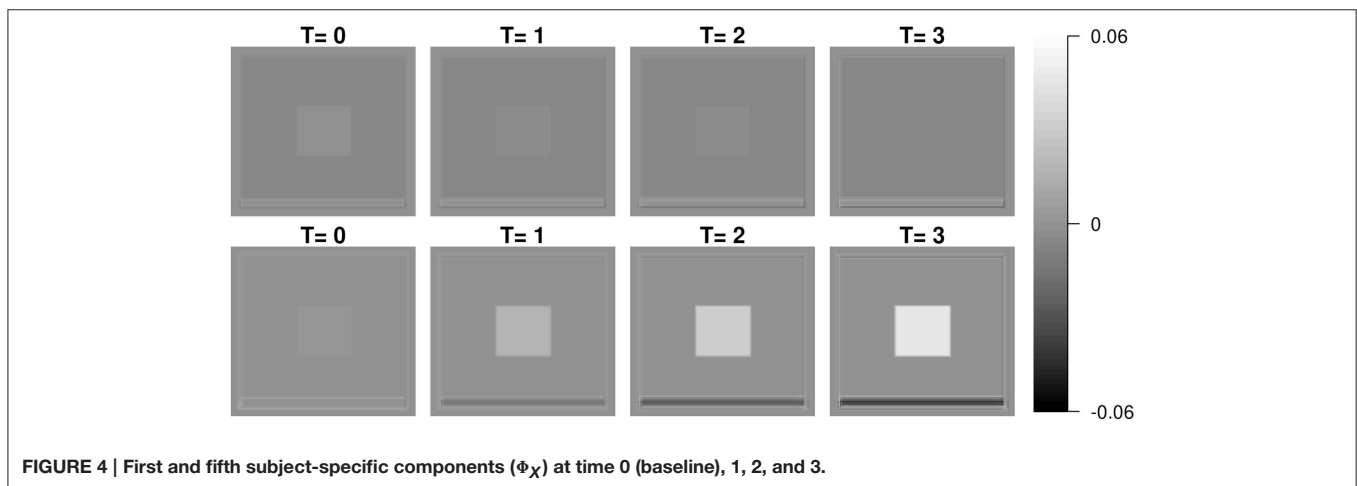 T= 0 T= 1 T= 2 T= 3
0.06
0
T= 0 T= 1 T= 2 T= 3
-0.06
FIGURE 4 | First and fifth subject-specific components (Φ_X) at time 0 (baseline), 1, 2, and 3.